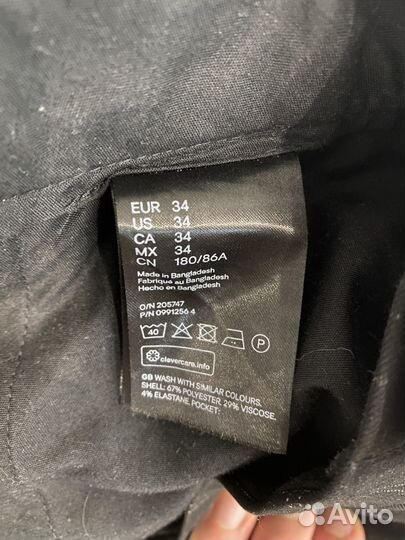 EUR 34
US 34
CA 34
MX 34
CN 180/86A
Made in Bangladesh
Fabriqué au Bangladesh
Hecho en Bangladesh
O/N 205747
P/N 0991256 4
40 P
clevercare.info
GB WASH WITH SIMILAR COLOURS.
SHELL: 67% POLYESTER, 29% VISCOSE,
4% ELASTANE, POCKET:
Avito